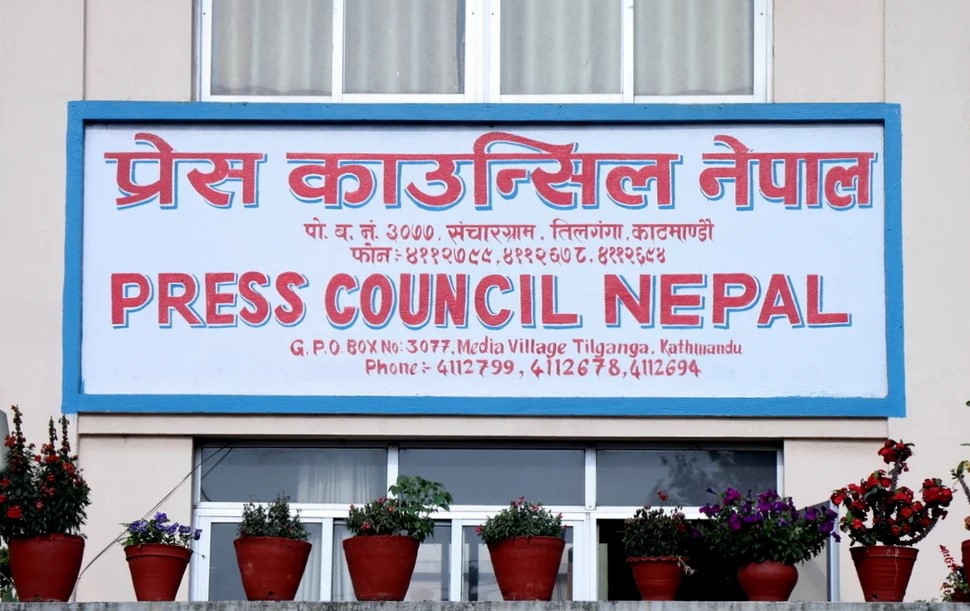 प्रेस काउन्सिल नेपाल
पो. ब. नं. ३०७७, संचारग्राम, तिलगंगा, काठमाण्डौ
फोन:- ४११२७९९, ४११२६७८, ४११२६९४
PRESS COUNCIL NEPAL
G. P.O. BOX No: 3077, Media Village Tilganga, Kathmandu
Phone:- 4112799, 4112678, 4112694